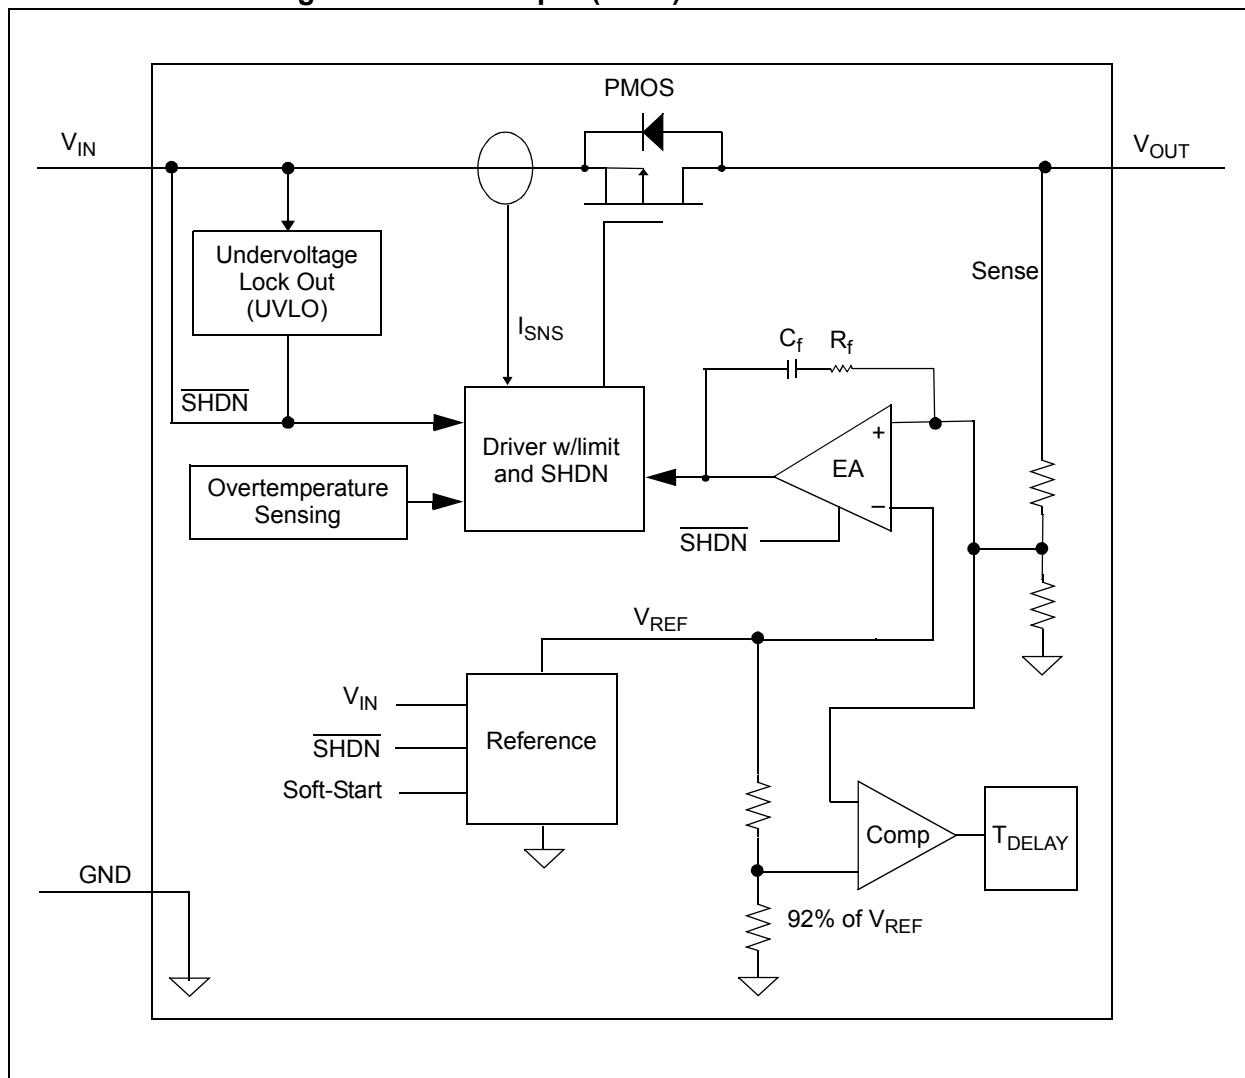 PMOS
V_IN
V_OUT
Undervoltage
Lock Out
(UVLO)
Sense
I_SNS
C_f
R_f
SHDN
Driver w/limit
and SHDN
+
EA
−
Overtemperature
Sensing
SHDN
V_REF
V_IN
SHDN
Soft-Start
Reference
Comp
T_DELAY
GND
92% of V_REF